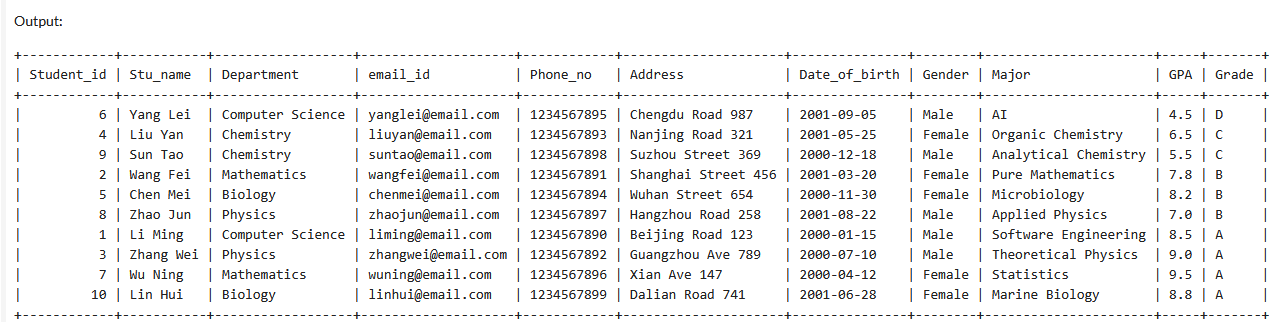 Output:
+------------+-----------+------------------+--------------------+------------+---------------------+---------------+--------+----------------------+-----+-------+
| Student_id | Stu_name  | Department       | email_id           | Phone_no   | Address             | Date_of_birth | Gender | Major                | GPA | Grade |
+------------+-----------+------------------+--------------------+------------+---------------------+---------------+--------+----------------------+-----+-------+
|          6 | Yang Lei  | Computer Science | yanglei@email.com  | 1234567895 | Chengdu Road 987    | 2001-09-05    | Male   | AI                   | 4.5 | D     |
|          4 | Liu Yan   | Chemistry        | liuyan@email.com   | 1234567893 | Nanjing Road 321    | 2001-05-25    | Female | Organic Chemistry    | 6.5 | C     |
|          9 | Sun Tao   | Chemistry        | suntao@email.com   | 1234567898 | Suzhou Street 369   | 2000-12-18    | Male   | Analytical Chemistry | 5.5 | C     |
|          2 | Wang Fei  | Mathematics      | wangfei@email.com  | 1234567891 | Shanghai Street 456 | 2001-03-20    | Female | Pure Mathematics     | 7.8 | B     |
|          5 | Chen Mei  | Biology          | chenmei@email.com  | 1234567894 | Wuhan Street 654    | 2000-11-30    | Female | Microbiology         | 8.2 | B     |
|          8 | Zhao Jun  | Physics          | zhaojun@email.com  | 1234567897 | Hangzhou Road 258   | 2001-08-22    | Male   | Applied Physics      | 7.0 | B     |
|          1 | Li Ming   | Computer Science | liming@email.com   | 1234567890 | Beijing Road 123    | 2000-01-15    | Male   | Software Engineering | 8.5 | A     |
|          3 | Zhang Wei | Physics          | zhangwei@email.com | 1234567892 | Guangzhou Ave 789   | 2000-07-10    | Male   | Theoretical Physics  | 9.0 | A     |
|          7 | Wu Ning   | Mathematics      | wuning@email.com   | 1234567896 | Xian Ave 147        | 2000-04-12    | Female | Statistics           | 9.5 | A     |
|         10 | Lin Hui   | Biology          | linhui@email.com   | 1234567899 | Dalian Road 741     | 2001-06-28    | Female | Marine Biology       | 8.8 | A     |
+------------+-----------+------------------+--------------------+------------+---------------------+---------------+--------+----------------------+-----+-------+